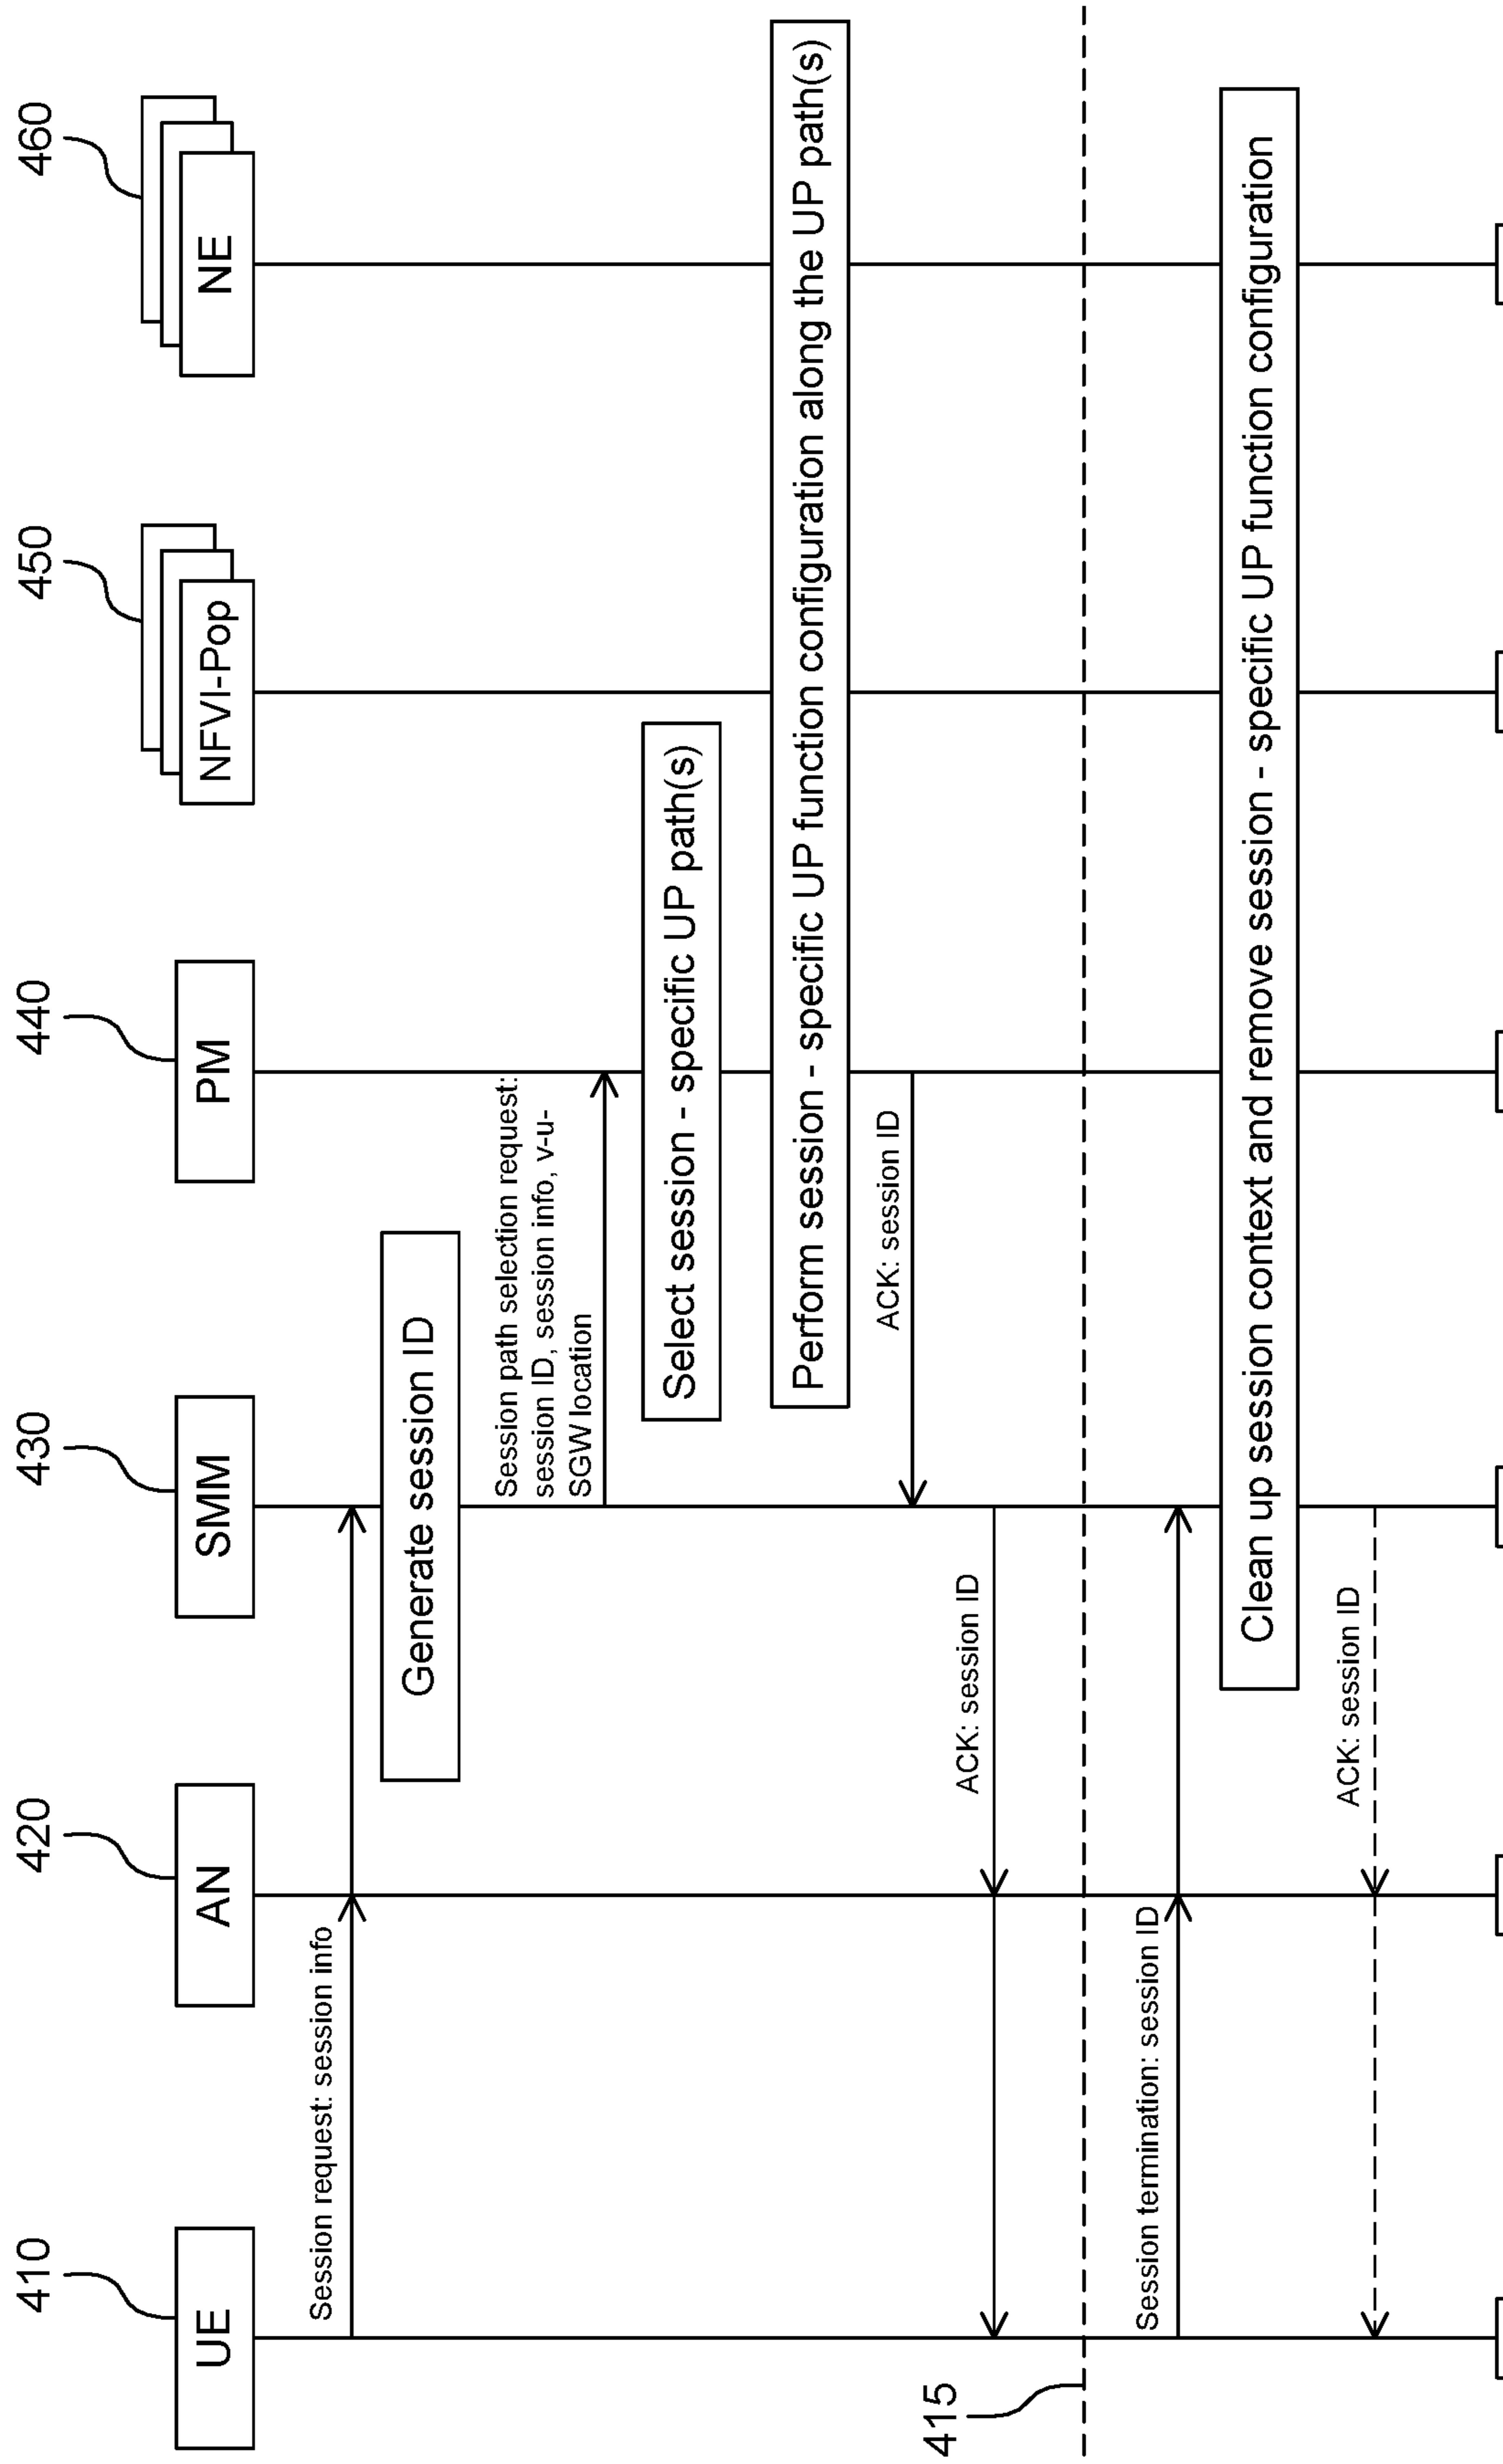 410
420
430
440
450
460
UE
AN
SMM
PM
NFVI-Pop
NE
Session request: session info
Generate session ID
Session path selection request:
session ID, session info, v-u-
SGW location
Select session - specific UP path(s)
Perform session - specific UP function configuration along the UP path(s)
ACK: session ID
ACK: session ID
415
Session termination: session ID
Clean up session context and remove session - specific UP function configuration
ACK: session ID